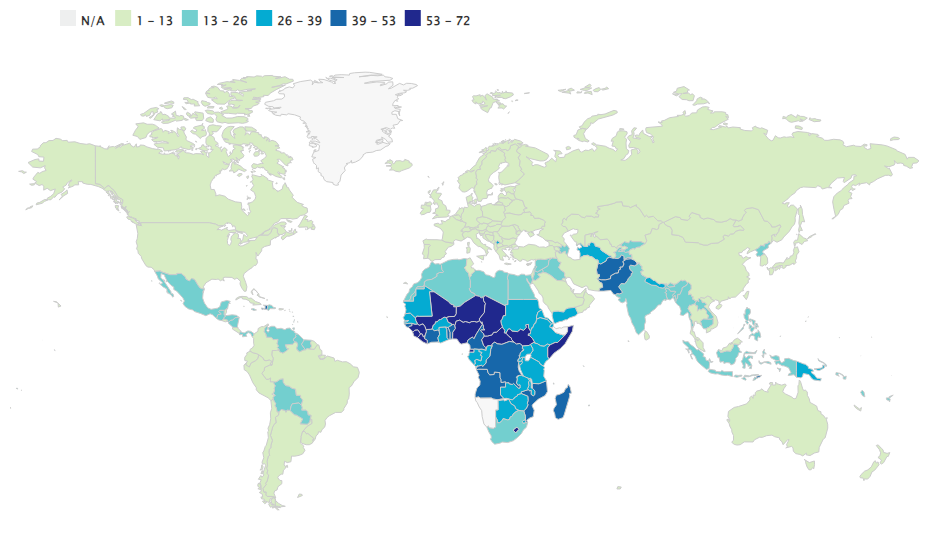 N/A 1 – 13 13 – 26 26 – 39 39 – 53 53 – 72